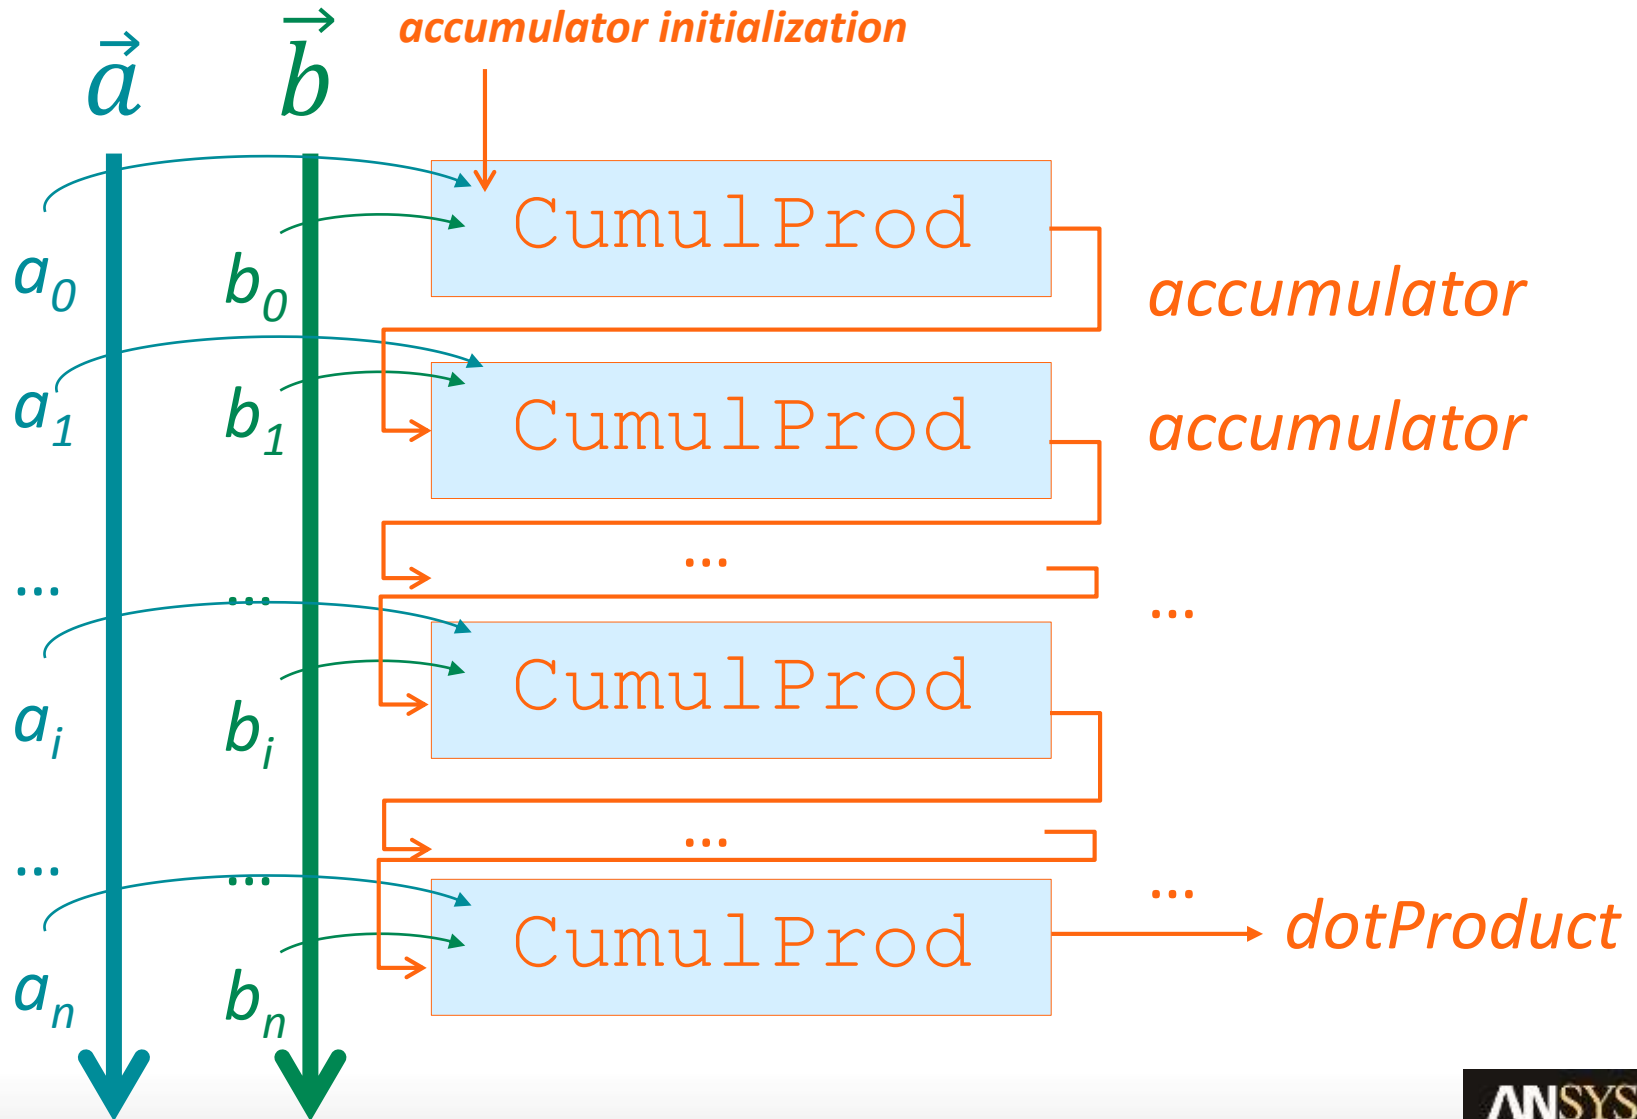 accumulator initialization
a⃗ b⃗
CumulProd
a0 b0 accumulator
CumulProd
a1 b1 accumulator
...
... ... ...
CumulProd
ai bi
...
... ... ...
CumulProd dotProduct
an bn
ANSYS